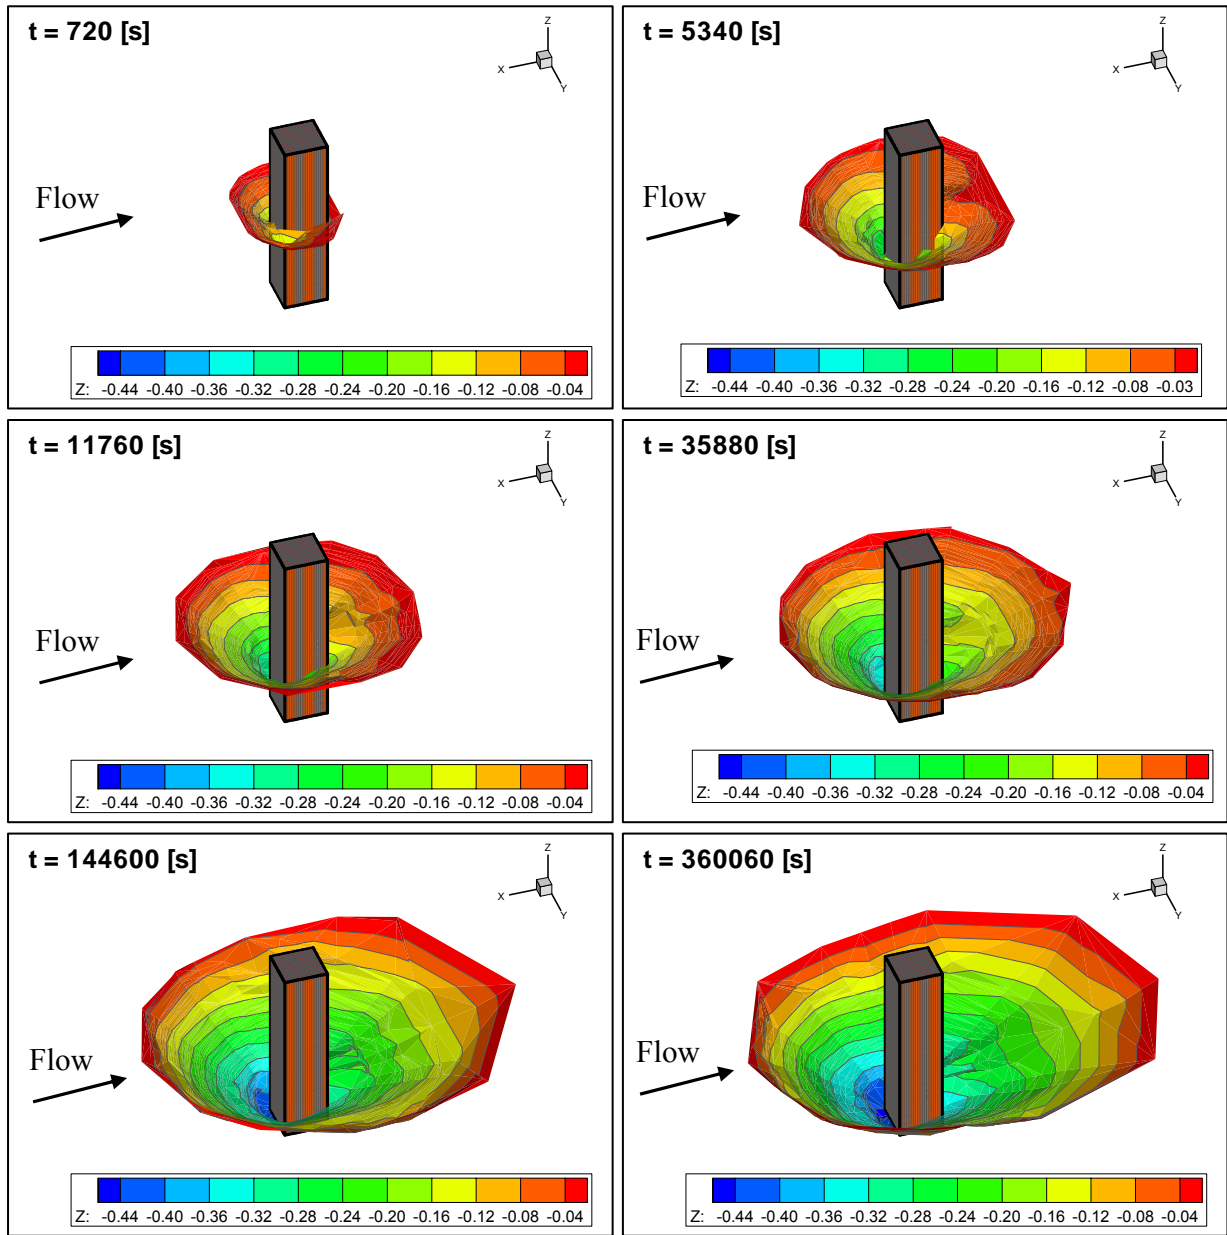 t = 720 [s]
Z
X
Y
Flow
Z: -0.44 -0.40 -0.36 -0.32 -0.28 -0.24 -0.20 -0.16 -0.12 -0.08 -0.04
t = 5340 [s]
Z
X
Y
Flow
Z: -0.44 -0.40 -0.36 -0.32 -0.28 -0.24 -0.20 -0.16 -0.12 -0.08 -0.03
t = 11760 [s]
Z
X
Y
Flow
Z: -0.44 -0.40 -0.36 -0.32 -0.28 -0.24 -0.20 -0.16 -0.12 -0.08 -0.04
t = 35880 [s]
Z
X
Y
Flow
Z: -0.44 -0.40 -0.36 -0.32 -0.28 -0.24 -0.20 -0.16 -0.12 -0.08 -0.04
t = 144600 [s]
Z
X
Y
Flow
Z: -0.44 -0.40 -0.36 -0.32 -0.28 -0.24 -0.20 -0.16 -0.12 -0.08 -0.04
t = 360060 [s]
Z
X
Y
Flow
Z: -0.44 -0.40 -0.36 -0.32 -0.28 -0.24 -0.20 -0.16 -0.12 -0.08 -0.04